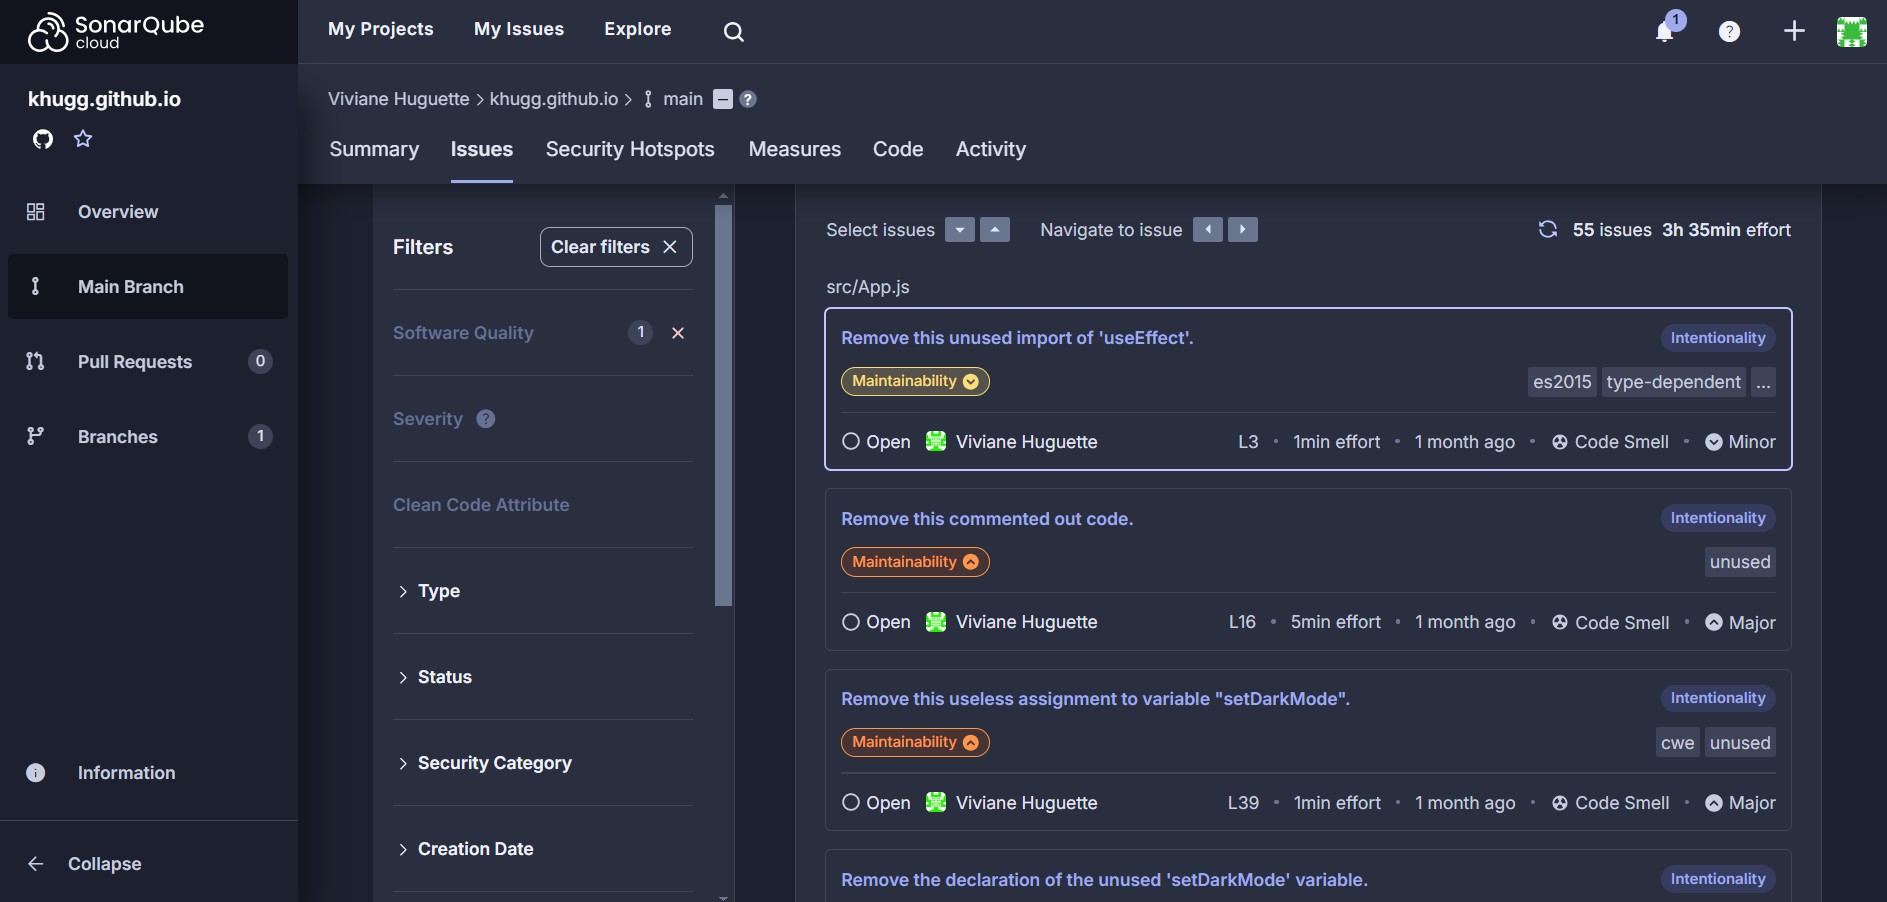 SonarQube
cloud
My Projects
My Issues
Explore
1
?
khugg.github.io
Viviane Huguette > khugg.github.io > main ?
Summary
Issues
Security Hotspots
Measures
Code
Activity
Overview
Main Branch
Pull Requests 0
Branches 1
Information
Collapse
Filters
Clear filters
Software Quality 1
Severity ?
Clean Code Attribute
Type
Status
Security Category
Creation Date
Select issues
Navigate to issue
55 issues 3h 35min effort
src/App.js
Remove this unused import of 'useEffect'. Intentionality
Maintainability es2015 type-dependent ...
Open Viviane Huguette L3 • 1min effort • 1 month ago • Code Smell • Minor
Remove this commented out code. Intentionality
Maintainability unused
Open Viviane Huguette L16 • 5min effort • 1 month ago • Code Smell • Major
Remove this useless assignment to variable "setDarkMode". Intentionality
Maintainability cwe unused
Open Viviane Huguette L39 • 1min effort • 1 month ago • Code Smell • Major
Remove the declaration of the unused 'setDarkMode' variable. Intentionality